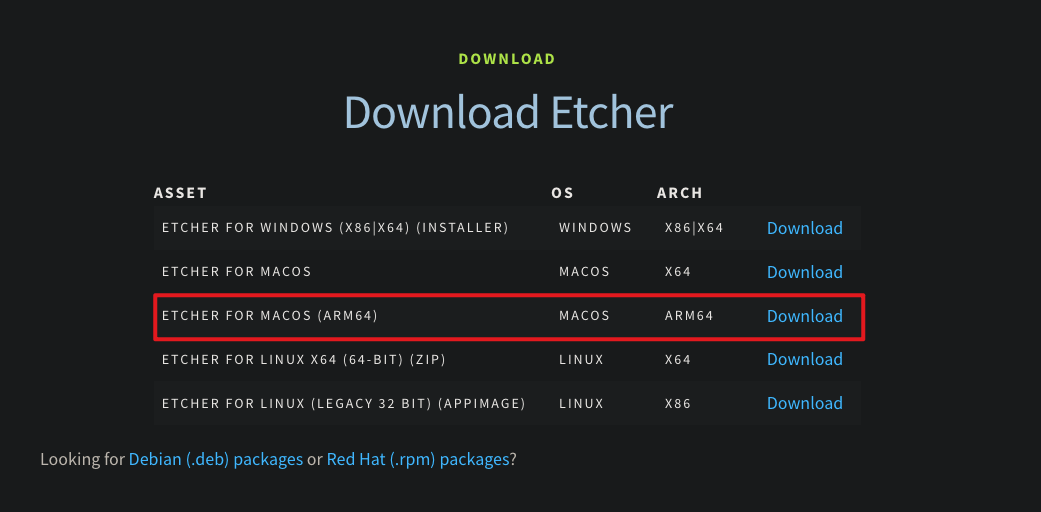 DOWNLOAD
Download Etcher
ASSET OS ARCH
ETCHER FOR WINDOWS (X86|X64) (INSTALLER) WINDOWS X86|X64 Download
ETCHER FOR MACOS MACOS X64 Download
ETCHER FOR MACOS (ARM64) MACOS ARM64 Download
ETCHER FOR LINUX X64 (64-BIT) (ZIP) LINUX X64 Download
ETCHER FOR LINUX (LEGACY 32 BIT) (APPIMAGE) LINUX X86 Download
Looking for Debian (.deb) packages or Red Hat (.rpm) packages?